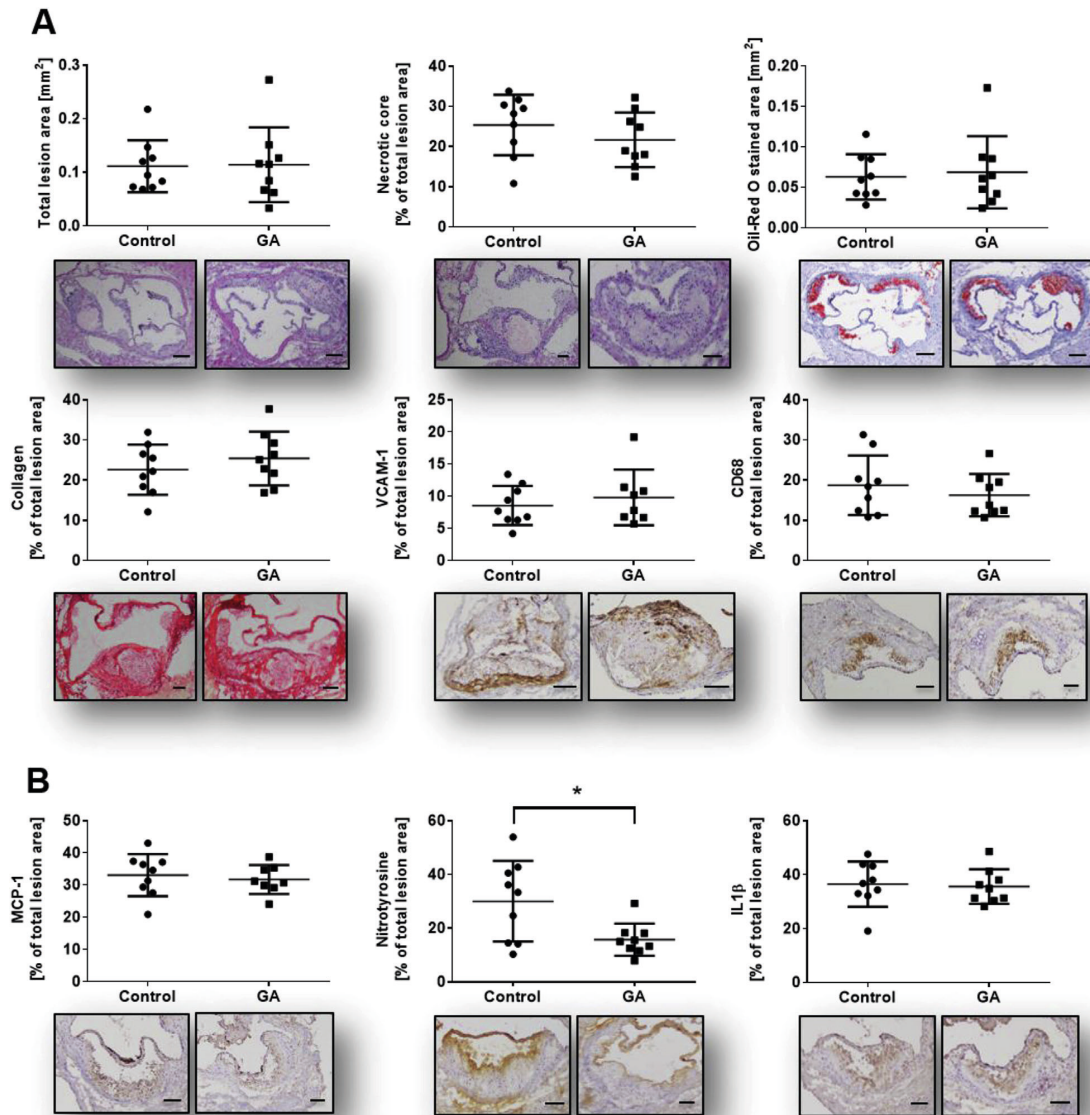 A
Total lesion area [mm²]
0.3
0.2
0.1
0.0
Control
GA
Necrotic core
[% of total lesion area]
40
30
20
10
0
Control
GA
Oil-Red O stained area [mm²]
0.20
0.15
0.10
0.05
0.00
Control
GA
Collagen
[% of total lesion area]
40
30
20
10
0
Control
GA
VCAM-1
[% of total lesion area]
25
20
15
10
5
0
Control
GA
CD68
[% of total lesion area]
40
30
20
10
0
Control
GA
B
MCP-1
[% of total lesion area]
50
40
30
20
10
0
Control
GA
Nitrotyrosine
[% of total lesion area]
60
40
20
0
*
Control
GA
IL1β
[% of total lesion area]
60
40
20
0
Control
GA